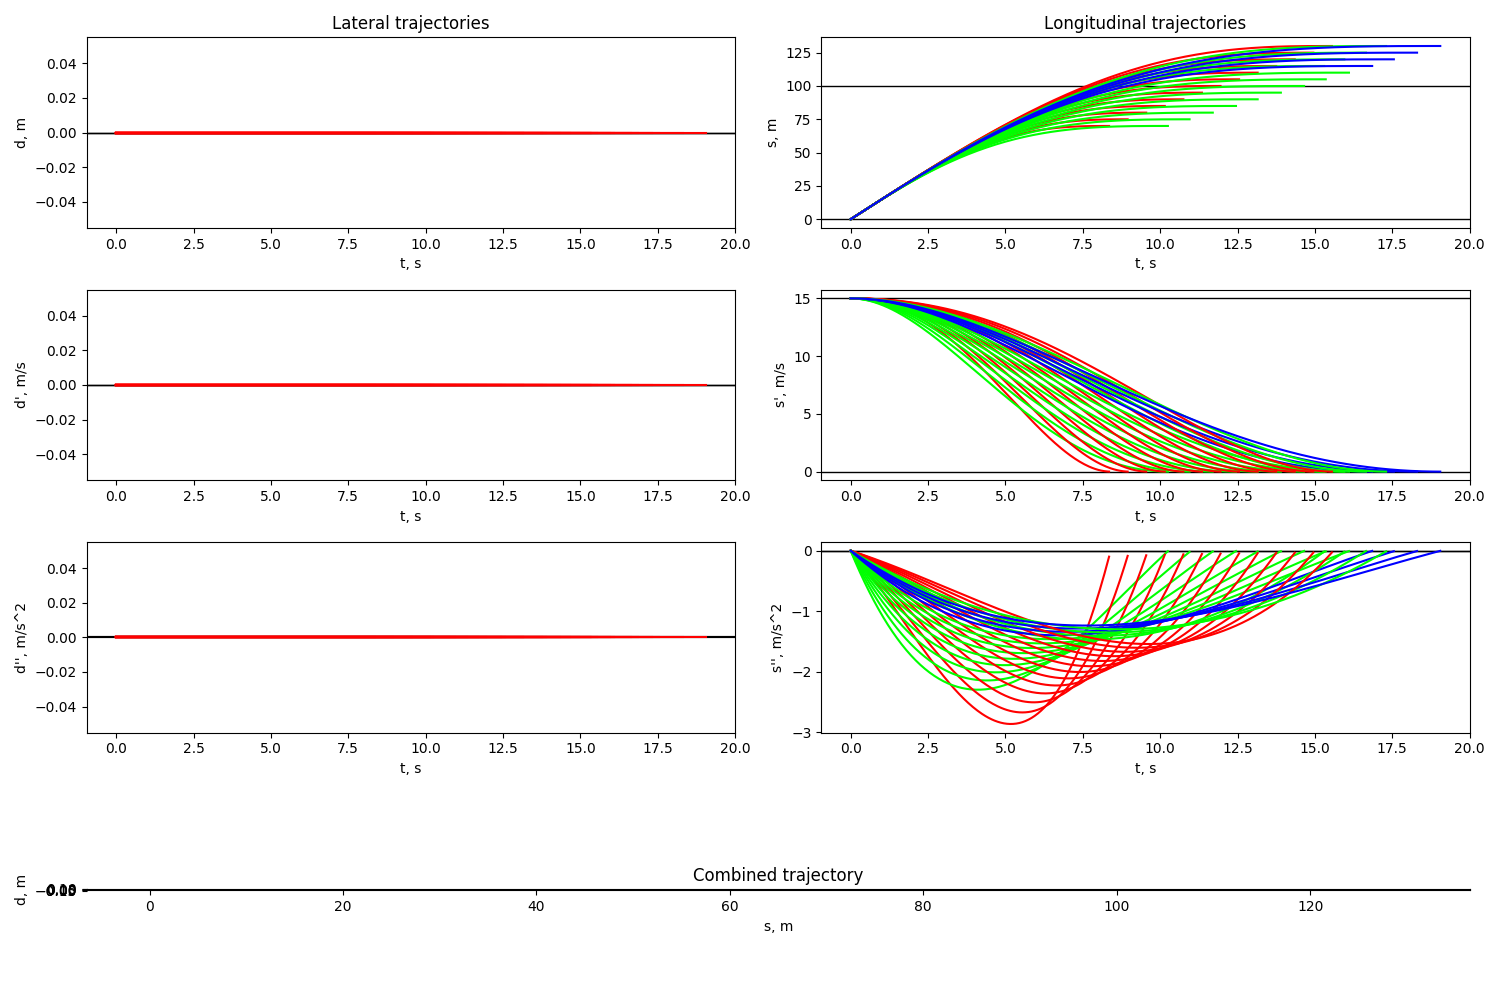 Lateral trajectories
d, m
0.04
0.02
0.00
−0.02
−0.04
0.0 2.5 5.0 7.5 10.0 12.5 15.0 17.5 20.0
t, s
Longitudinal trajectories
s, m
125
100
75
50
25
0
0.0 2.5 5.0 7.5 10.0 12.5 15.0 17.5 20.0
t, s
d', m/s
0.04
0.02
0.00
−0.02
−0.04
0.0 2.5 5.0 7.5 10.0 12.5 15.0 17.5 20.0
t, s
s', m/s
15
10
5
0
0.0 2.5 5.0 7.5 10.0 12.5 15.0 17.5 20.0
t, s
d'', m/s^2
0.04
0.02
0.00
−0.02
−0.04
0.0 2.5 5.0 7.5 10.0 12.5 15.0 17.5 20.0
t, s
s'', m/s^2
0
−1
−2
−3
0.0 2.5 5.0 7.5 10.0 12.5 15.0 17.5 20.0
t, s
Combined trajectory
d, m
0 20 40 60 80 100 120
s, m